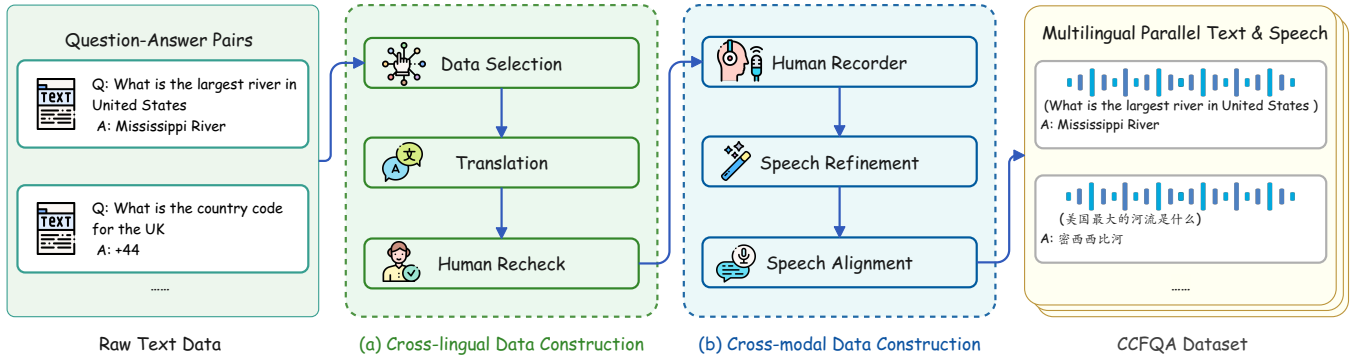 Question-Answer Pairs
TEXT
Q: What is the largest river in
United States
A: Mississippi River
TEXT
Q: What is the country code
for the UK
A: +44
......
Raw Text Data
Data Selection
A 文
Translation
Human Recheck
(a) Cross-lingual Data Construction
Human Recorder
Speech Refinement
Speech Alignment
(b) Cross-modal Data Construction
Multilingual Parallel Text & Speech
(What is the largest river in United States )
A: Mississippi River
(美国最大的河流是什么)
A: 密西西比河
......
CCFQA Dataset